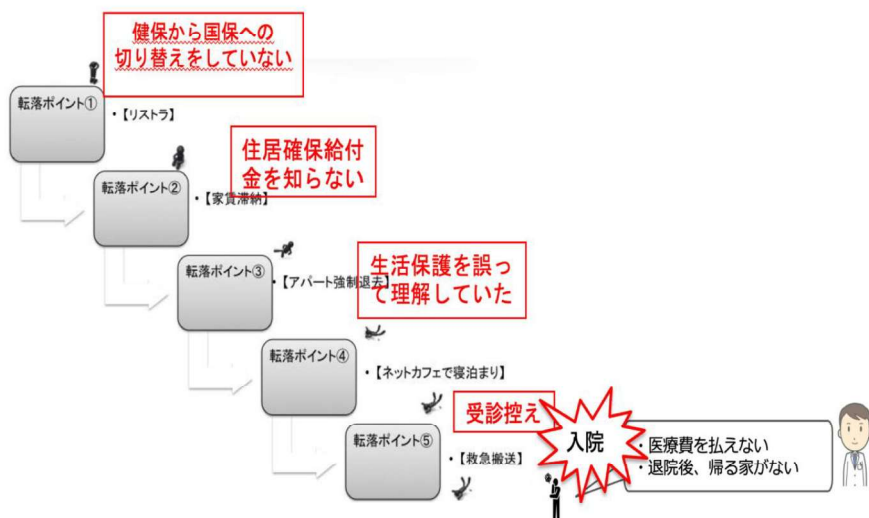 健保から国保への
切り替えをしていない
転落ポイント①
・【リストラ】
住居確保給付
金を知らない
転落ポイント②
・【家賃滞納】
生活保護を誤っ
て理解していた
転落ポイント③
・【アパート強制退去】
転落ポイント④
・【ネットカフェで寝泊まり】
受診控え
転落ポイント⑤
・【救急搬送】
入院
・医療費を払えない
・退院後、帰る家がない